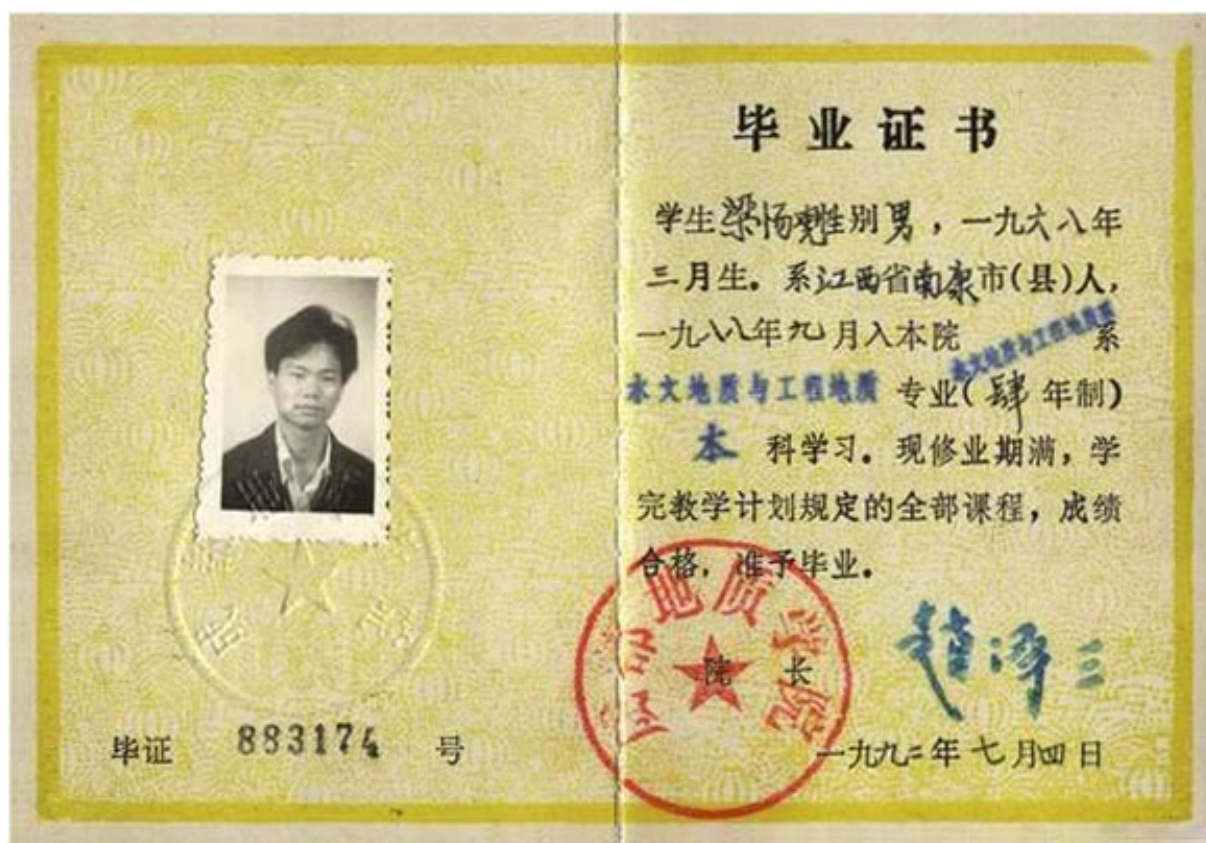 毕证 883174 号
毕业证书
学生梁 性别男，一九六八年
三月生。系江西省南康市(县)人，
一九八八年九月入本院 水文地质与工程地质 系
水文地质与工程地质 专业(肆年制)
本 科学习。现修业期满，学
完教学计划规定的全部课程，成绩
合格，准予毕业。
地质学院
院 长 赵泽三
一九九二年七月四日